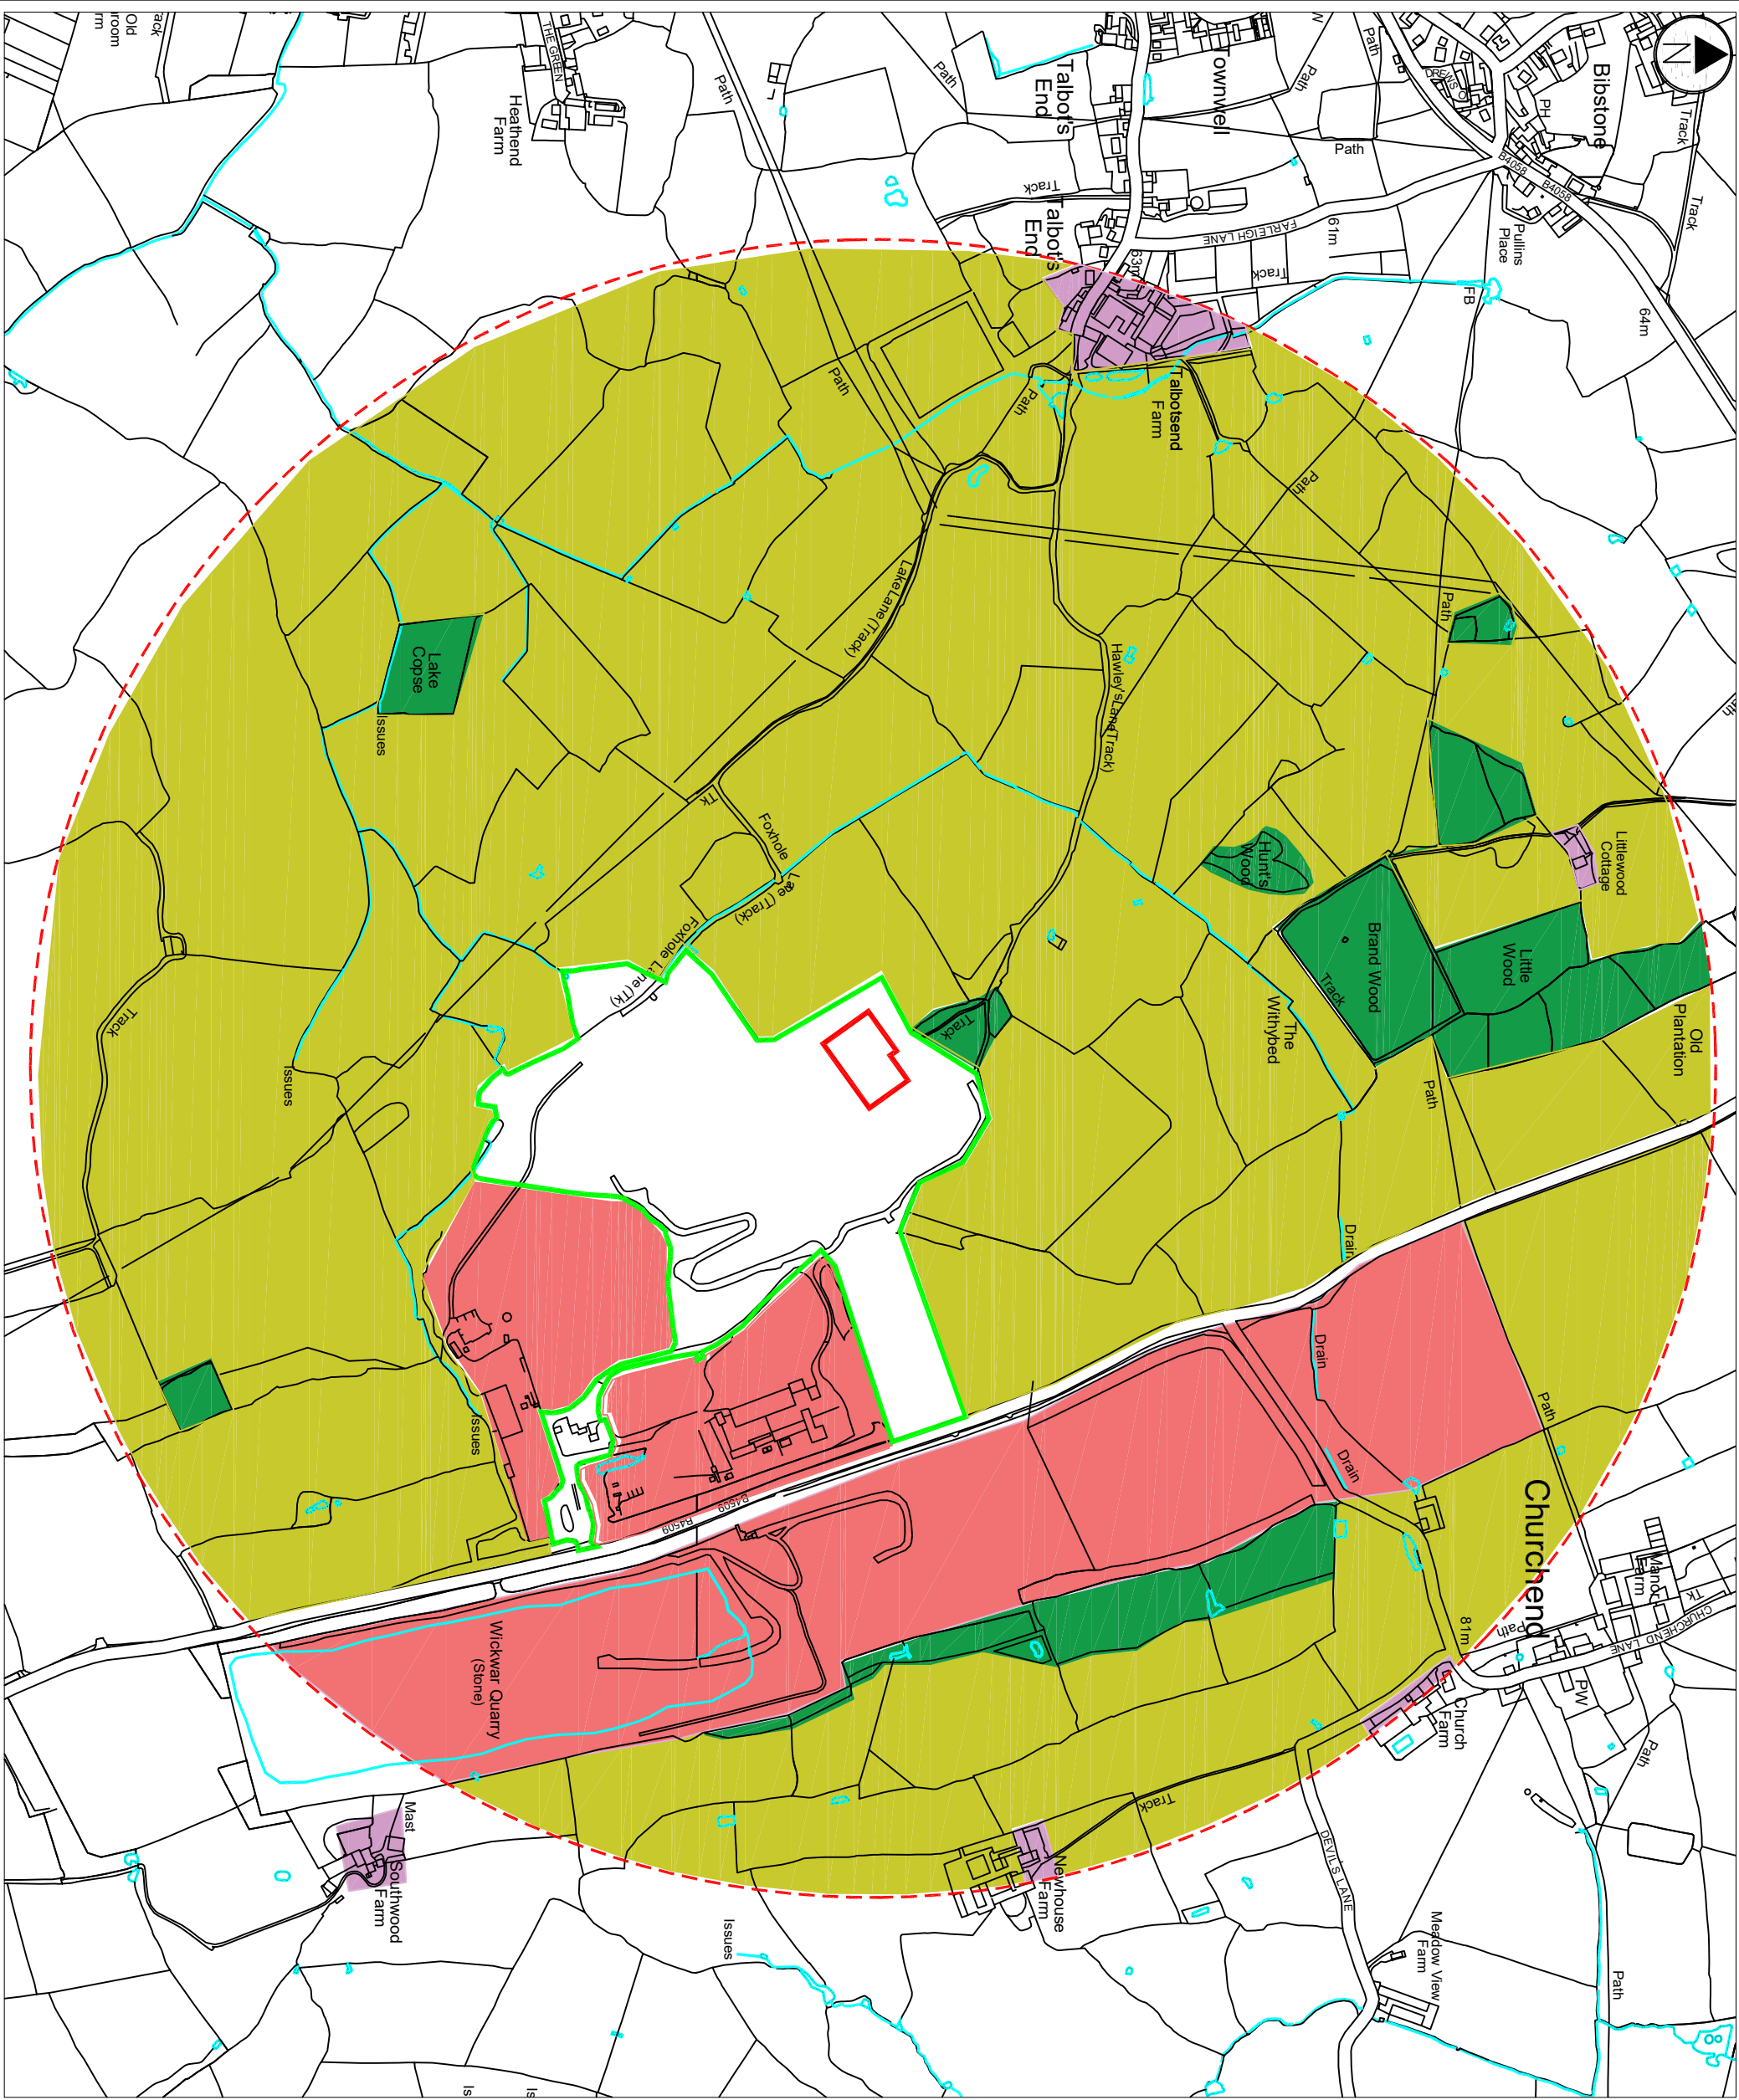 Old
track
THE GREEN
Heathend
Farm
Path
Path
Talbot's
End
Townwell
Path
Path
DREWS
PH
Bibstone
Track
N
Path
B4058
B4058
Track
Track
Talbot's
End
63m
FARLEIGH LANE
61m
Track
Pullins
Place
FB
64m
Path
Path
Talbotsend
Farm
Path
Lake Lane (Track)
Hawley's Lane (Track)
Path
Lake
Copse
Issues
Tk
Foxhole
Lane (Track)
Foxhole Lane (Tk)
Hunt's
Wood
Littlewood
Cottage
Brand Wood
Little
Wood
Track
Track
The
Withybed
Old
Plantation
Path
Track
Issues
Drain
Drain
Path
Drain
Issues
B4509
B4509
Churchend
Manor
Farm
Tk
CHURCHEND LANE
Path
81m
Wickwar Quarry
(Stone)
PW
Church
Farm
Path
Mast
Southwood
Farm
Track
Newhouse
Farm
DEVIL'S LANE
Issues
Meadow View
Farm
Path
Is
Is